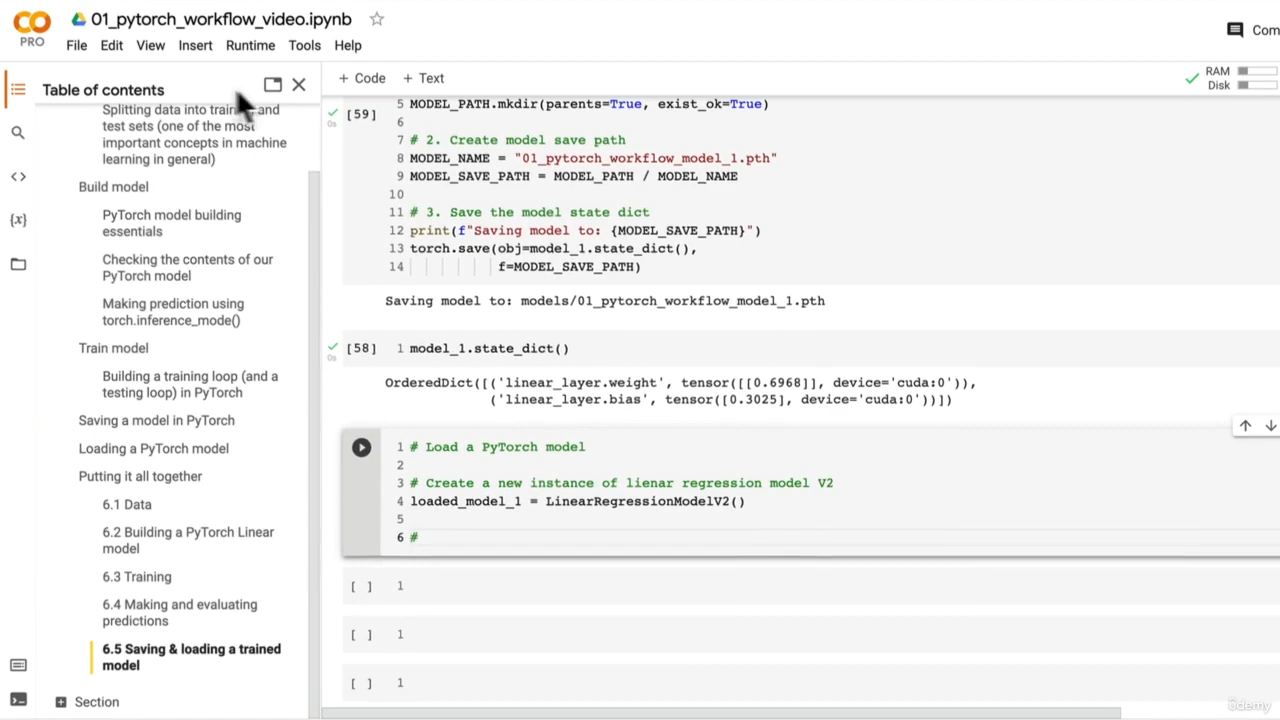 01_pytorch_workflow_video.ipynb
PRO
File Edit View Insert Runtime Tools Help
Com
Table of contents
Splitting data into and
test sets (one of the most
important concepts in machine
learning in general)
Build model
PyTorch model building
essentials
Checking the contents of our
PyTorch model
Making prediction using
torch.inference_mode()
Train model
Building a training loop (and a
testing loop) in PyTorch
Saving a model in PyTorch
Loading a PyTorch model
Putting it all together
6.1 Data
6.2 Building a PyTorch Linear
model
6.3 Training
6.4 Making and evaluating
predictions
6.5 Saving & loading a trained
model
Section
+ Code + Text
RAM
Disk
[59]
5 MODEL_PATH.mkdir(parents=True, exist_ok=True)
6
7 # 2. Create model save path
8 MODEL_NAME = "01_pytorch_workflow_model_1.pth"
9 MODEL_SAVE_PATH = MODEL_PATH / MODEL_NAME
10
11 # 3. Save the model state dict
12 print(f"Saving model to: {MODEL_SAVE_PATH}")
13 torch.save(obj=model_1.state_dict(),
14 f=MODEL_SAVE_PATH)
Saving model to: models/01_pytorch_workflow_model_1.pth
[58] 1 model_1.state_dict()
OrderedDict([('linear_layer.weight', tensor([[0.6968]], device='cuda:0')),
('linear_layer.bias', tensor([0.3025], device='cuda:0'))])
1 # Load a PyTorch model
2
3 # Create a new instance of lienar regression model V2
4 loaded_model_1 = LinearRegressionModelV2()
5
6 #
[ ] 1
[ ] 1
[ ] 1
0s
0s
{x}
ûdemy